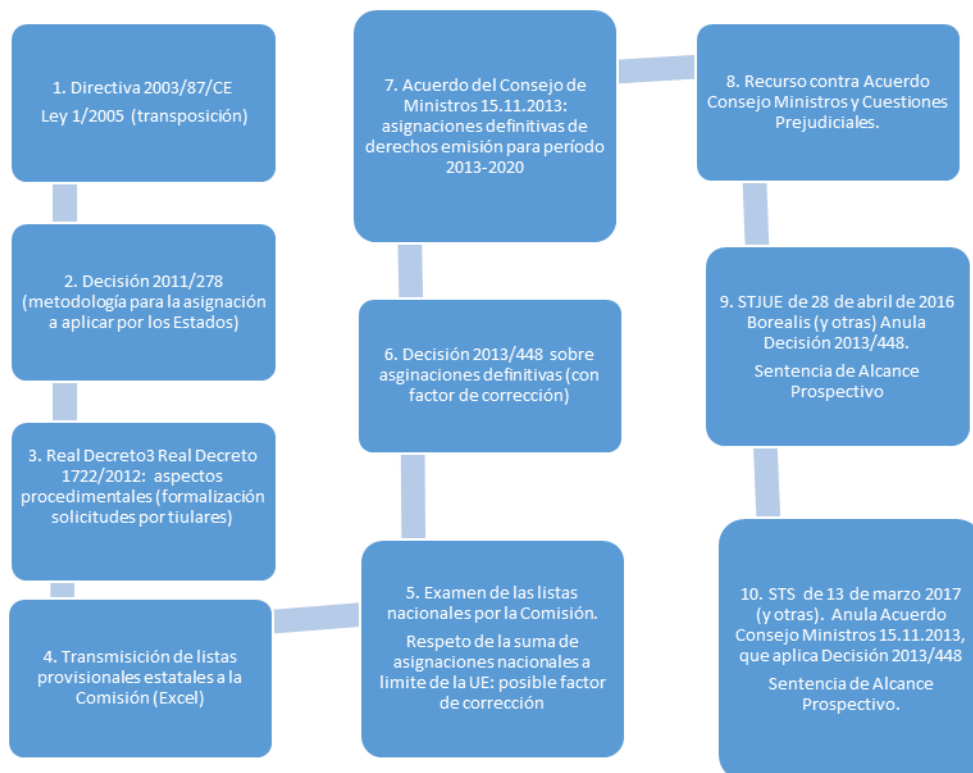 1. Directiva 2003/87/CE
Ley 1/2005 (transposición)
2. Decisión 2011/278
(metodología para la asignación
a aplicar por los Estados)
3. Real Decreto3 Real Decreto
1722/2012: aspectos
procedimentales (formalización
solicitudes por tiulares)
4. Transmisición de listas
provisionales estatales a la
Comisión (Excel)
5. Examen de las listas
nacionales por la Comisión.
Respeto de la suma de
asignaciones nacionales a
limite de la UE: posible factor
de corrección
6. Decisión 2013/448 sobre
asginaciones definitivas (con
factor de corrección)
7. Acuerdo del Consejo de
Ministros 15.11.2013:
asignaciones definitivas de
derechos emisión para período
2013-2020
8. Recurso contra Acuerdo
Consejo Ministros y Cuestiones
Prejudiciales.
9. STJUE de 28 de abril de 2016
Borealis (y otras) Anula
Decisión 2013/448.
Sentencia de Alcance
Prospectivo
10. STS de 13 de marzo 2017
(y otras). Anula Acuerdo
Consejo Ministros 15.11.2013,
que aplica Decisión 2013/448
Sentencia de Alcance
Prospectivo.